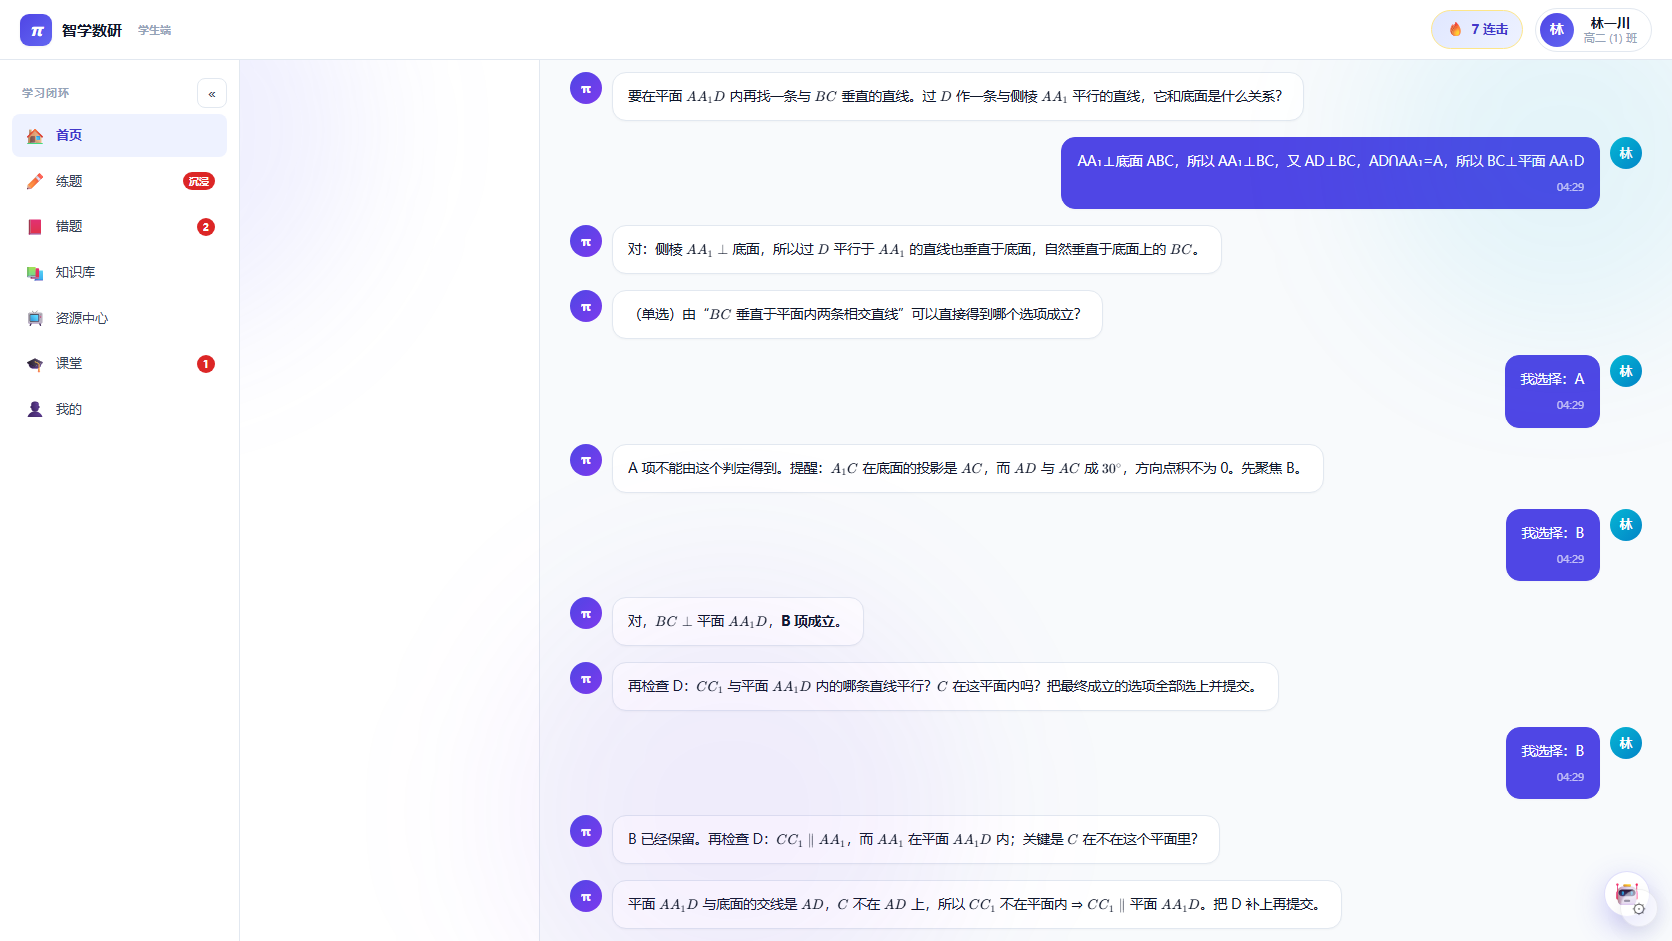 π 智学数研 学生端
7 连击
林 林一川
高二 (1) 班
学习闭环 «
首页
练题 沉浸
错题 2
知识库
资源中心
课堂 1
我的
π 要在平面 AA₁D 内再找一条与 BC 垂直的直线。过 D 作一条与侧棱 AA₁ 平行的直线，它和底面是什么关系？
AA₁⊥底面 ABC，所以 AA₁⊥BC，又 AD⊥BC，AD∩AA₁=A，所以 BC⊥平面 AA₁D 林
04:29
π 对：侧棱 AA₁ ⊥ 底面，所以过 D 平行于 AA₁ 的直线也垂直于底面，自然垂直于底面上的 BC。
π （单选）由“BC 垂直于平面内两条相交直线”可以直接得到哪个选项成立？
我选择：A 林
04:29
π A 项不能由这个判定得到。提醒：A₁C 在底面的投影是 AC，而 AD 与 AC 成 30°，方向点积不为 0。先聚焦 B。
我选择：B 林
04:29
π 对，BC ⊥ 平面 AA₁D，B 项成立。
π 再检查 D：CC₁ 与平面 AA₁D 内的哪条直线平行？C 在这平面内吗？把最终成立的选项全部选上并提交。
我选择：B 林
04:29
π B 已经保留。再检查 D：CC₁ ∥ AA₁，而 AA₁ 在平面 AA₁D 内；关键是 C 在不在这个平面里？
π 平面 AA₁D 与底面的交线是 AD，C 不在 AD 上，所以 CC₁ 不在平面内 ⇒ CC₁ ∥ 平面 AA₁D。把 D 补上再提交。